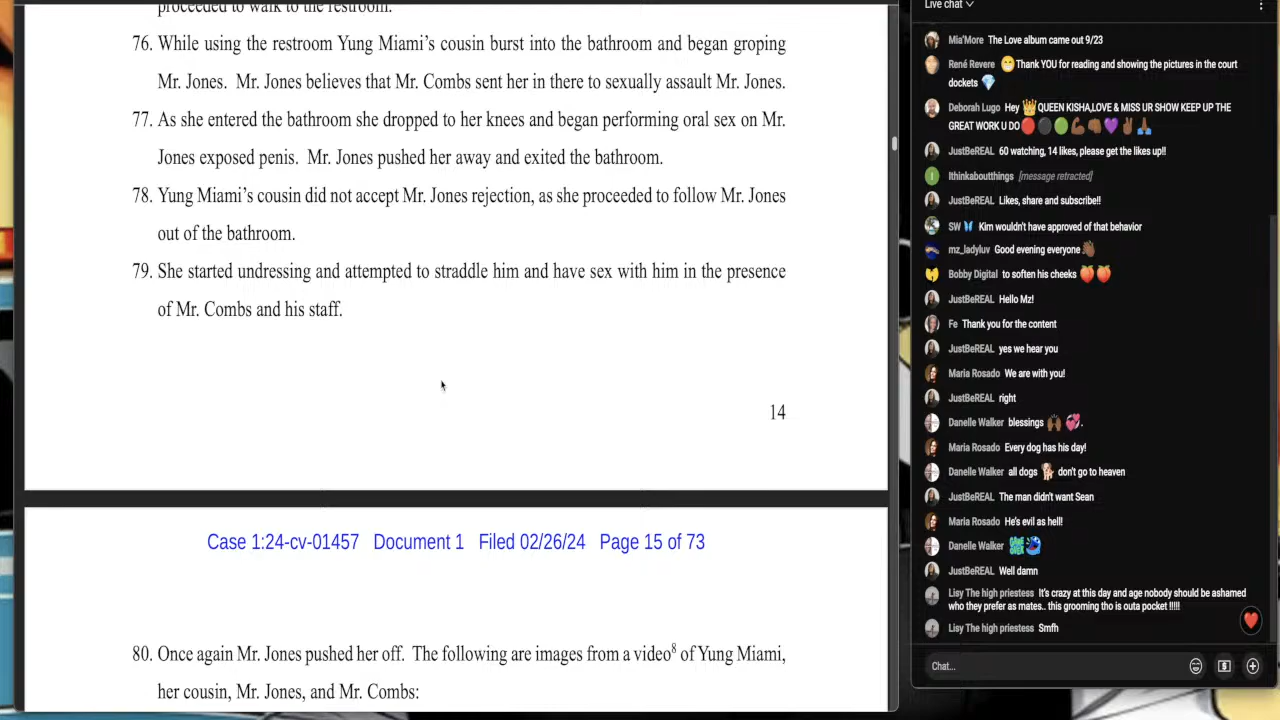 proceeded to walk to the restroom.
76. While using the restroom Yung Miami's cousin burst into the bathroom and began groping
Mr. Jones. Mr. Jones believes that Mr. Combs sent her in there to sexually assault Mr. Jones.
77. As she entered the bathroom she dropped to her knees and began performing oral sex on Mr.
Jones exposed penis. Mr. Jones pushed her away and exited the bathroom.
78. Yung Miami's cousin did not accept Mr. Jones rejection, as she proceeded to follow Mr. Jones
out of the bathroom.
79. She started undressing and attempted to straddle him and have sex with him in the presence
of Mr. Combs and his staff.
14
Case 1:24-cv-01457 Document 1 Filed 02/26/24 Page 15 of 73
80. Once again Mr. Jones pushed her off. The following are images from a video8 of Yung Miami,
her cousin, Mr. Jones, and Mr. Combs:
Live chat
Mia'More The Love album came out 9/23
René Revere 😁Thank YOU for reading and showing the pictures in the court
dockets 💎
Deborah Lugo Hey 👑QUEEN KISHA,LOVE & MISS UR SHOW KEEP UP THE
GREAT WORK U DO🔴⚫🟢💪🏾👊🏾💜✌🏾🙏🏾
JustBeREAL 60 watching, 14 likes, please get the likes up!!
Ithinkaboutthings [message retracted]
JustBeREAL Likes, share and subscribe!!
SW 🦋 Kim wouldn't have approved of that behavior
mz_ladyluv Good evening everyone👋🏾
Bobby Digital to soften his cheeks 🍑🍑
JustBeREAL Hello Mz!
Fe Thank you for the content
JustBeREAL yes we hear you
Maria Rosado We are with you!
JustBeREAL right
Danelle Walker blessings 🙌🏾💞.
Maria Rosado Every dog has his day!
Danelle Walker all dogs 🐕 don't go to heaven
JustBeREAL The man didn't want Sean
Maria Rosado He's evil as hell!
Danelle Walker
JustBeREAL Well damn
Lisy The high priestess It's crazy at this day and age nobody should be ashamed
who they prefer as mates.. this grooming tho is outa pocket !!!!!
Lisy The high priestess Smfh
Chat...